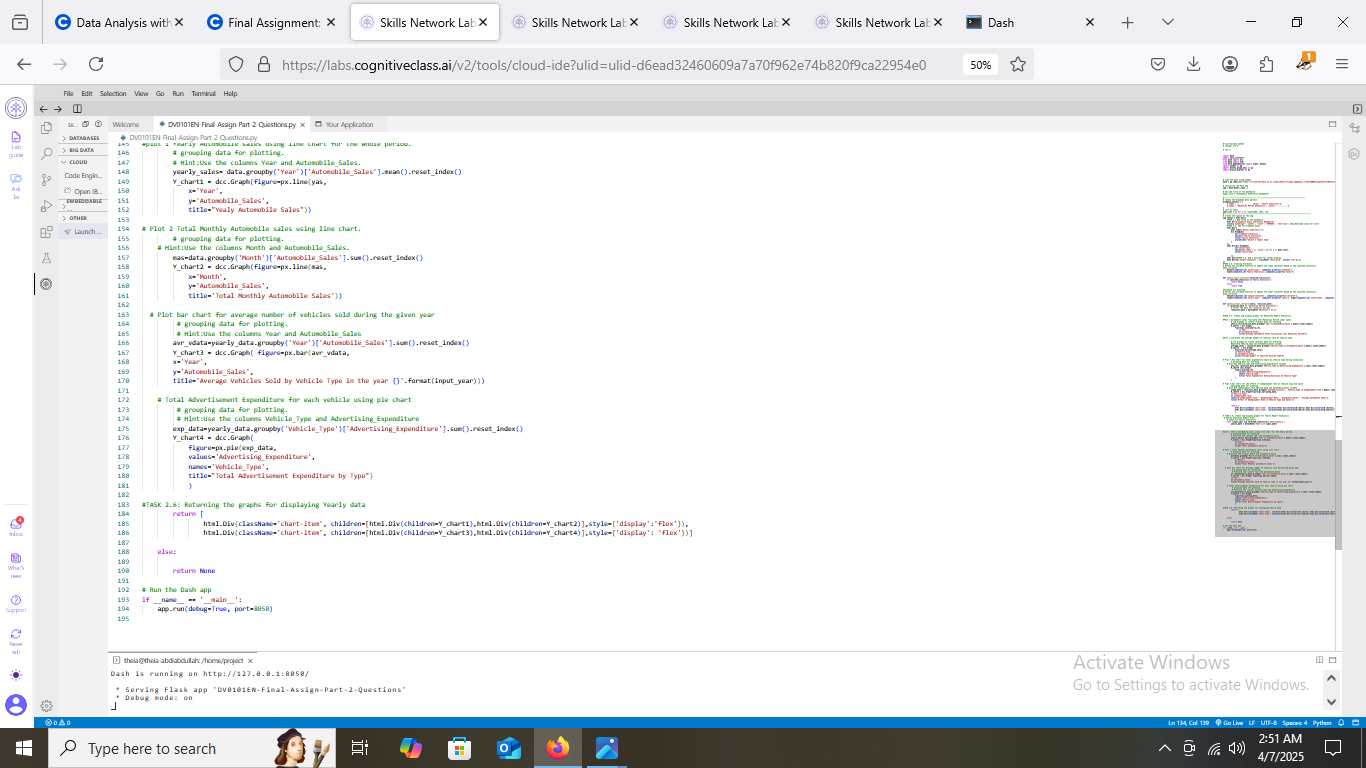 Data Analysis with
Final Assignment:
Skills Network Lab
Skills Network Lab
Skills Network Lab
Skills Network Lab
Dash
https://labs.cognitiveclass.ai/v2/tools/cloud-ide?ulid=ulid-d6ead32460609a7a70f962e74b820f9ca22954e0
50%
1
File Edit Selection View Go Run Terminal Help
Lab guide
Ask
4
Inbox
What's new
Support
Reset lab
DATABASES
BIG DATA
CLOUD
Code Engin...
Open IB...
EMBEDDABLE
OTHER
Launch ...
Welcome
DV0101EN-Final-Assign-Part-2-Questions.py
Your Application
DV0101EN-Final-Assign-Part-2-Questions.py
145 #plot 1 Yearly Automobile sales using line chart for the whole period.
146 # grouping data for plotting.
147 # Hint:Use the columns Year and Automobile_Sales.
148 yearly_sales= data.groupby('Year')['Automobile_Sales'].mean().reset_index()
149 Y_chart1 = dcc.Graph(figure=px.line(yas,
150 x='Year',
151 y='Automobile_Sales',
152 title="Yealy Automobile Sales"))
153
154 # Plot 2 Total Monthly Automobile sales using line chart.
155 # grouping data for plotting.
156 # Hint:Use the columns Month and Automobile_Sales.
157 mas=data.groupby('Month')['Automobile_Sales'].sum().reset_index()
158 Y_chart2 = dcc.Graph(figure=px.line(mas,
159 x='Month',
160 y='Automobile_Sales',
161 title='Total Monthly Automobile Sales'))
162
163 # Plot bar chart for average number of vehicles sold during the given year
164 # grouping data for plotting.
165 # Hint:Use the columns Year and Automobile_Sales
166 avr_vdata=yearly_data.groupby('Year')['Automobile_Sales'].sum().reset_index()
167 Y_chart3 = dcc.Graph( figure=px.bar(avr_vdata,
168 x='Year',
169 y='Automobile_Sales',
170 title='Average Vehicles Sold by Vehicle Type in the year {}'.format(input_year)))
171
172 # Total Advertisement Expenditure for each vehicle using pie chart
173 # grouping data for plotting.
174 # Hint:Use the columns Vehicle_Type and Advertising_Expenditure
175 exp_data=yearly_data.groupby('Vehicle_Type')['Advertising_Expenditure'].sum().reset_index()
176 Y_chart4 = dcc.Graph(
177 figure=px.pie(exp_data,
178 values='Advertising_Expenditure',
179 names='Vehicle_Type',
180 title="Total Advertisement Expenditure by Type")
181 )
182
183 #TASK 2.6: Returning the graphs for displaying Yearly data
184 return [
185 html.Div(className='chart-item', children=[html.Div(children=Y_chart1),html.Div(children=Y_chart2)],style={'display':'flex'}),
186 html.Div(className='chart-item', children=[html.Div(children=Y_chart3),html.Div(children=Y_chart4)],style={'display': 'flex'})]
187
188 else:
189
190 return None
191
192 # Run the Dash app
193 if __name__ == '__main__':
194 app.run(debug=True, port=8050)
195
theia@theia-abdiabdullah: /home/project
Dash is running on http://127.0.0.1:8050/
* Serving Flask app 'DV0101EN-Final-Assign-Part-2-Questions'
* Debug mode: on
Activate Windows
Go to Settings to activate Windows.
0 0
Ln 134, Col 139 Go Live LF UTF-8 Spaces: 4 Python
Type here to search
2:51 AM
4/7/2025